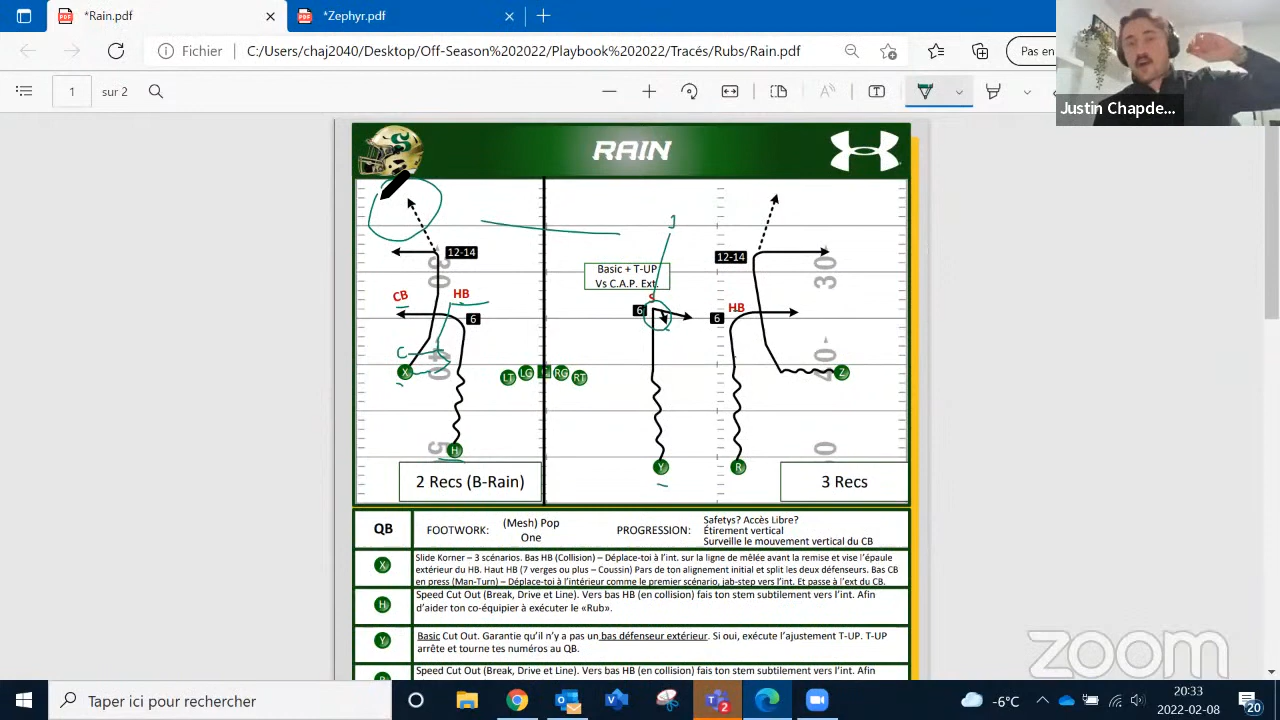 *Rain.pdf
*Zephyr.pdf
Fichier
C:/Users/chaj2040/Desktop/Off-Season%202022/Playbook%202022/Tracés/Rubs/Rain.pdf
Pas en
1
sur 2
Justin Chapde...
RAIN
12-14
12-14
30
30
Basic + T-UP
Vs C.A.P. Ext.
CB
HB
S
HB
6
6
6
C
X
LT
LG
RG
RT
40
Z
H
Y
R
2 Recs (B-Rain)
3 Recs
QB
FOOTWORK:
(Mesh) Pop
One
PROGRESSION:
Safetys? Accès Libre?
Étirement vertical
Surveille le mouvement vertical du CB
X
Slide Korner – 3 scénarios. Bas HB (Collision) – Déplace-toi à l'int. sur la ligne de mêlée avant la remise et vise l'épaule
extérieur du HB. Haut HB (7 verges ou plus – Coussin) Pars de ton alignement initial et split les deux défenseurs. Bas CB
en press (Man-Turn) – Déplace-toi à l'intérieur comme le premier scénario, jab-step vers l'int. Et passe à l'ext du CB.
H
Speed Cut Out (Break, Drive et Line). Vers bas HB (en collision) fais ton stem subtilement vers l'int. Afin
d'aider ton co-équipier à exécuter le «Rub».
Y
Basic Cut Out. Garantie qu'il n'y a pas un bas défenseur extérieur. Si oui, exécute l'ajustement T-UP. T-UP
arrête et tourne tes numéros au QB.
Speed Cut Out (Break, Drive et Line). Vers bas HB (en collision) fais ton stem subtilement vers l'int. Afin
zoom
Tapez ici pour rechercher
2
-6°C
20:33
2022-02-08
20